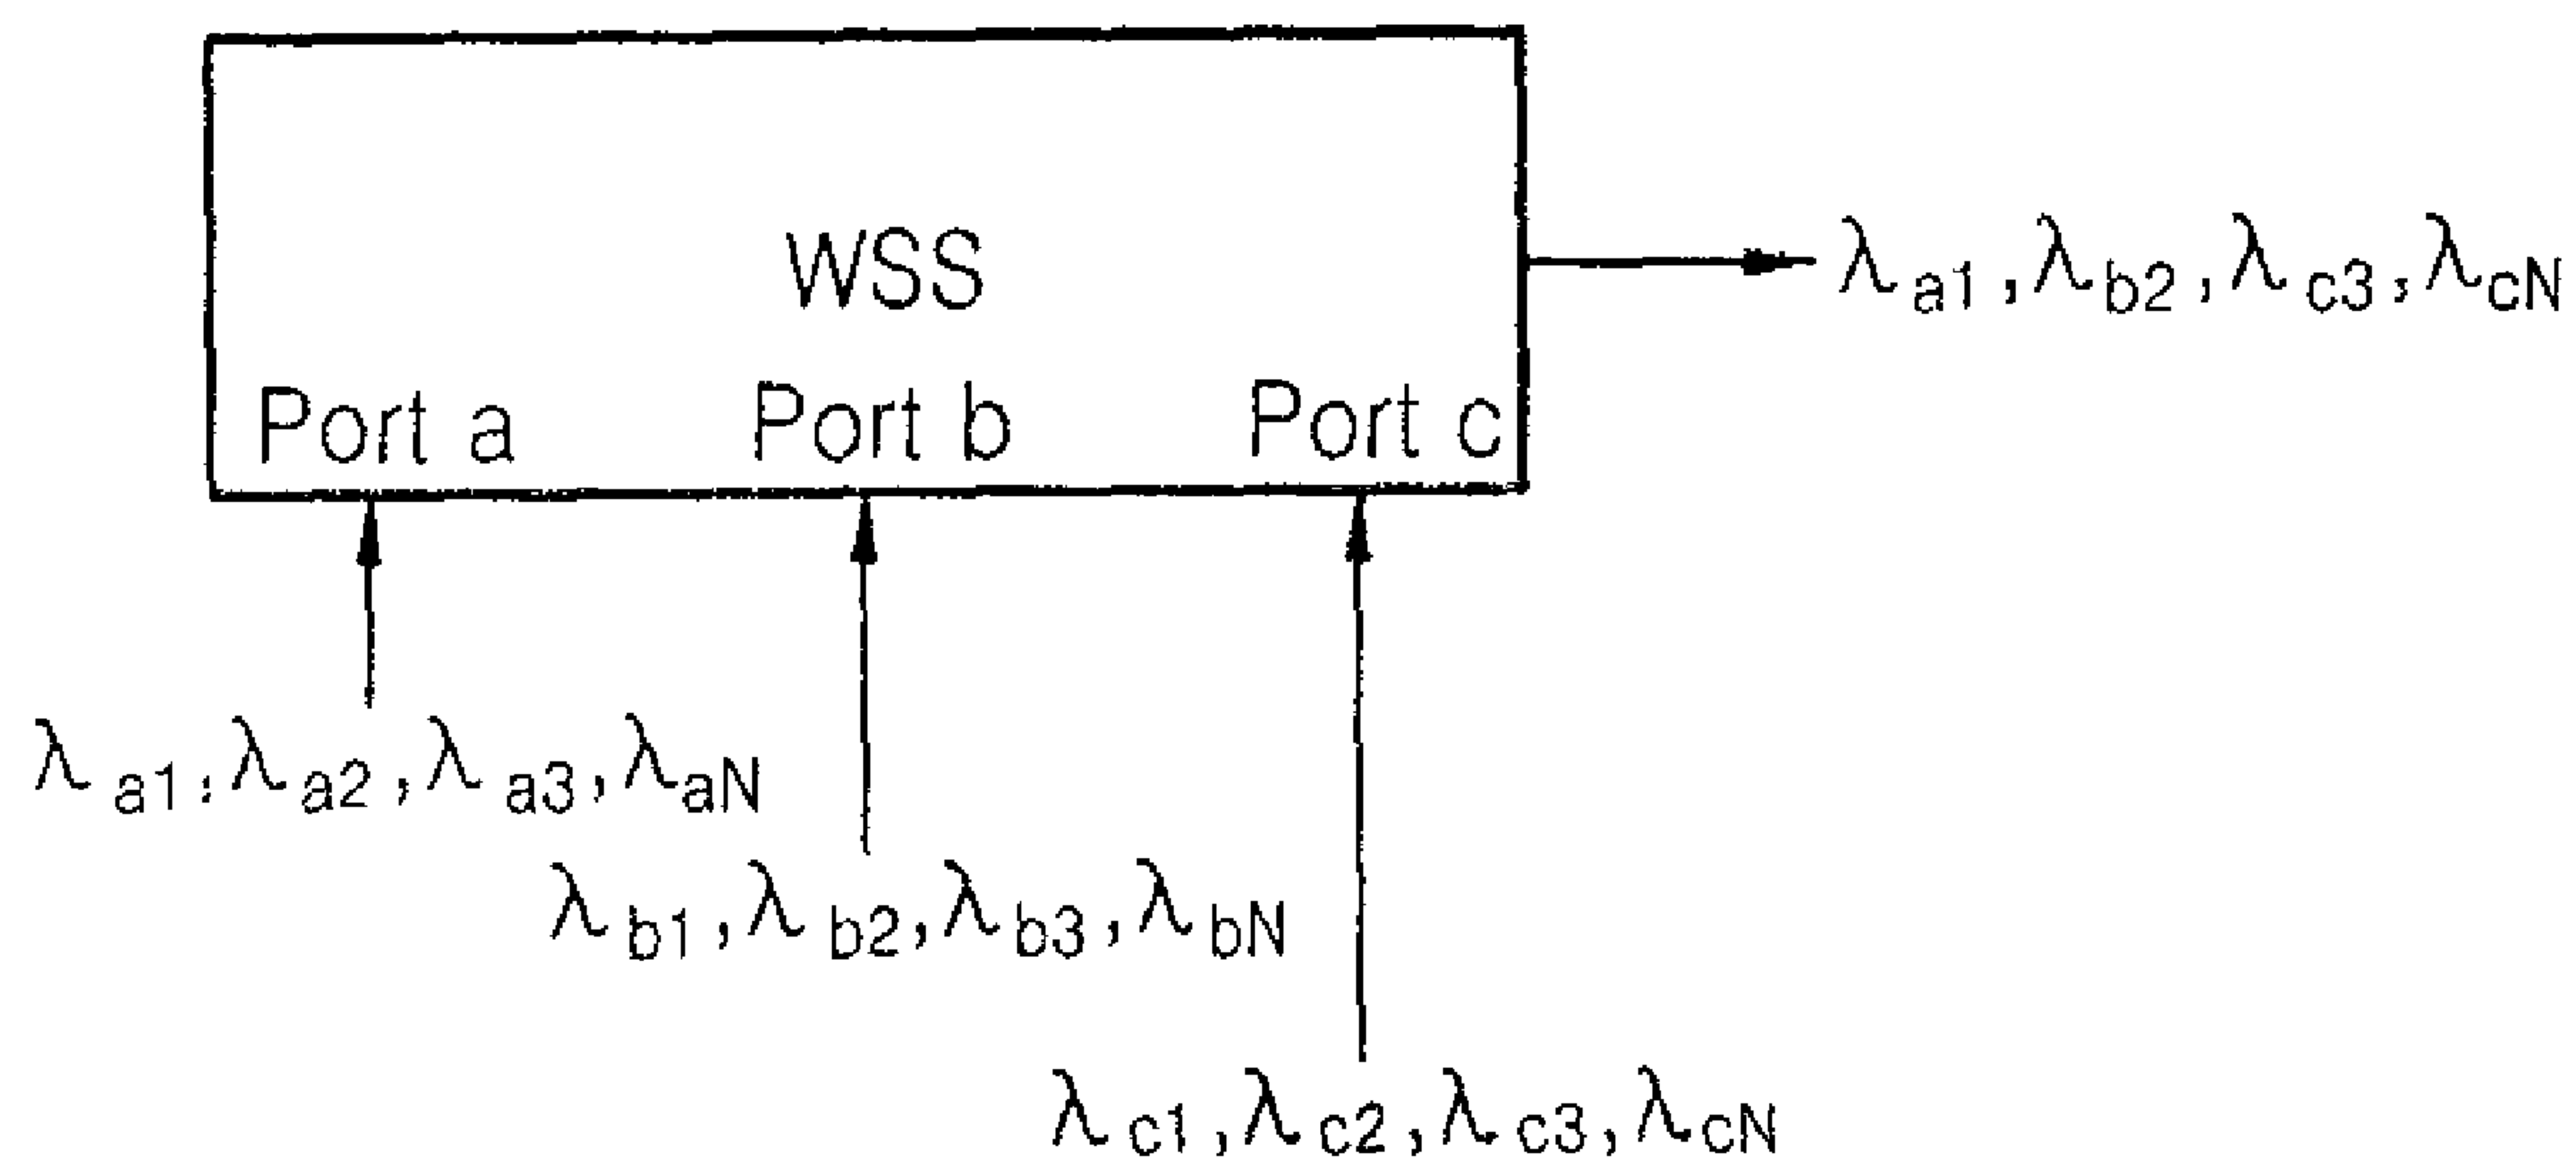 WSS
λa1,λb2,λc3,λcN
Port a Port b Port c
λa1,λa2,λa3,λaN
λb1,λb2,λb3,λbN
λc1,λc2,λc3,λcN